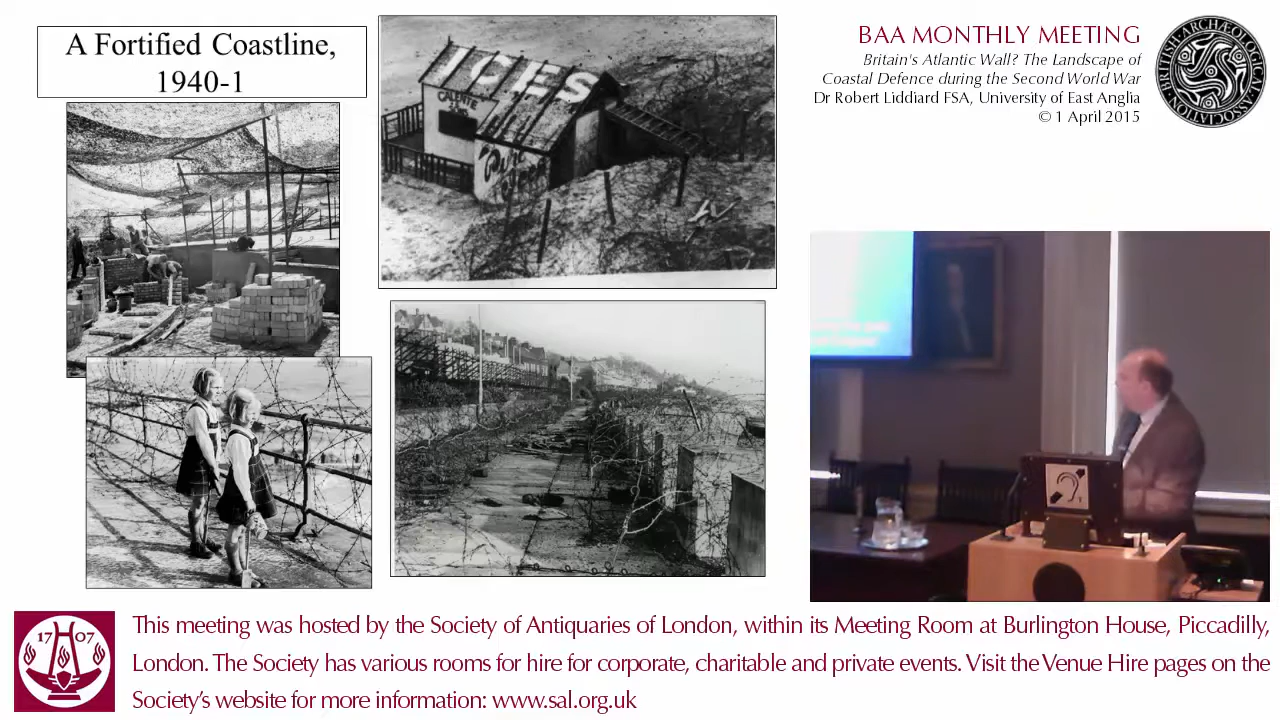 A Fortified Coastline,
1940-1
ICES
BAA MONTHLY MEETING
Britain's Atlantic Wall? The Landscape of
Coastal Defence during the Second World War
Dr Robert Liddiard FSA, University of East Anglia
© 1 April 2015
BRITISH · ARCHÆOLOGICAL · ASSOCIATION
17 07
This meeting was hosted by the Society of Antiquaries of London, within its Meeting Room at Burlington House, Piccadilly,
London. The Society has various rooms for hire for corporate, charitable and private events. Visit the Venue Hire pages on the
Society's website for more information: www.sal.org.uk